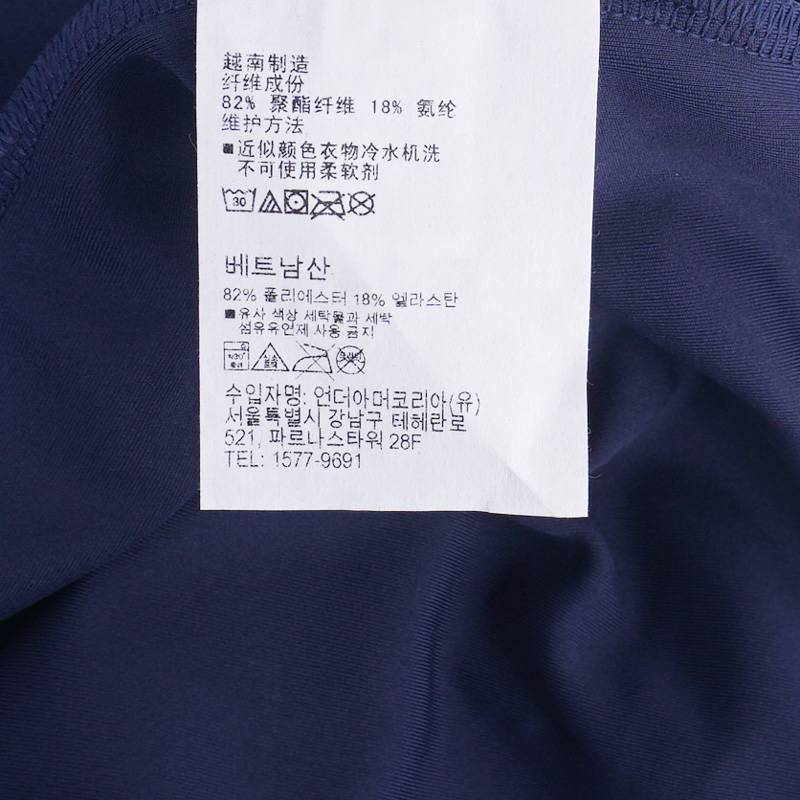 越南制造
纤维成份
82% 聚酯纤维 18% 氨纶
维护方法
■近似颜色衣物冷水机洗
不可使用柔软剂
30
베트남산
82% 폴리에스터 18% 엘라스탄
■유사 색상 세탁물과 세탁
섬유유연제 사용 금지
수입자명: 언더아머코리아(유)
서울특별시 강남구 테헤란로
521, 파르나스타워 28F
TEL: 1577-9691